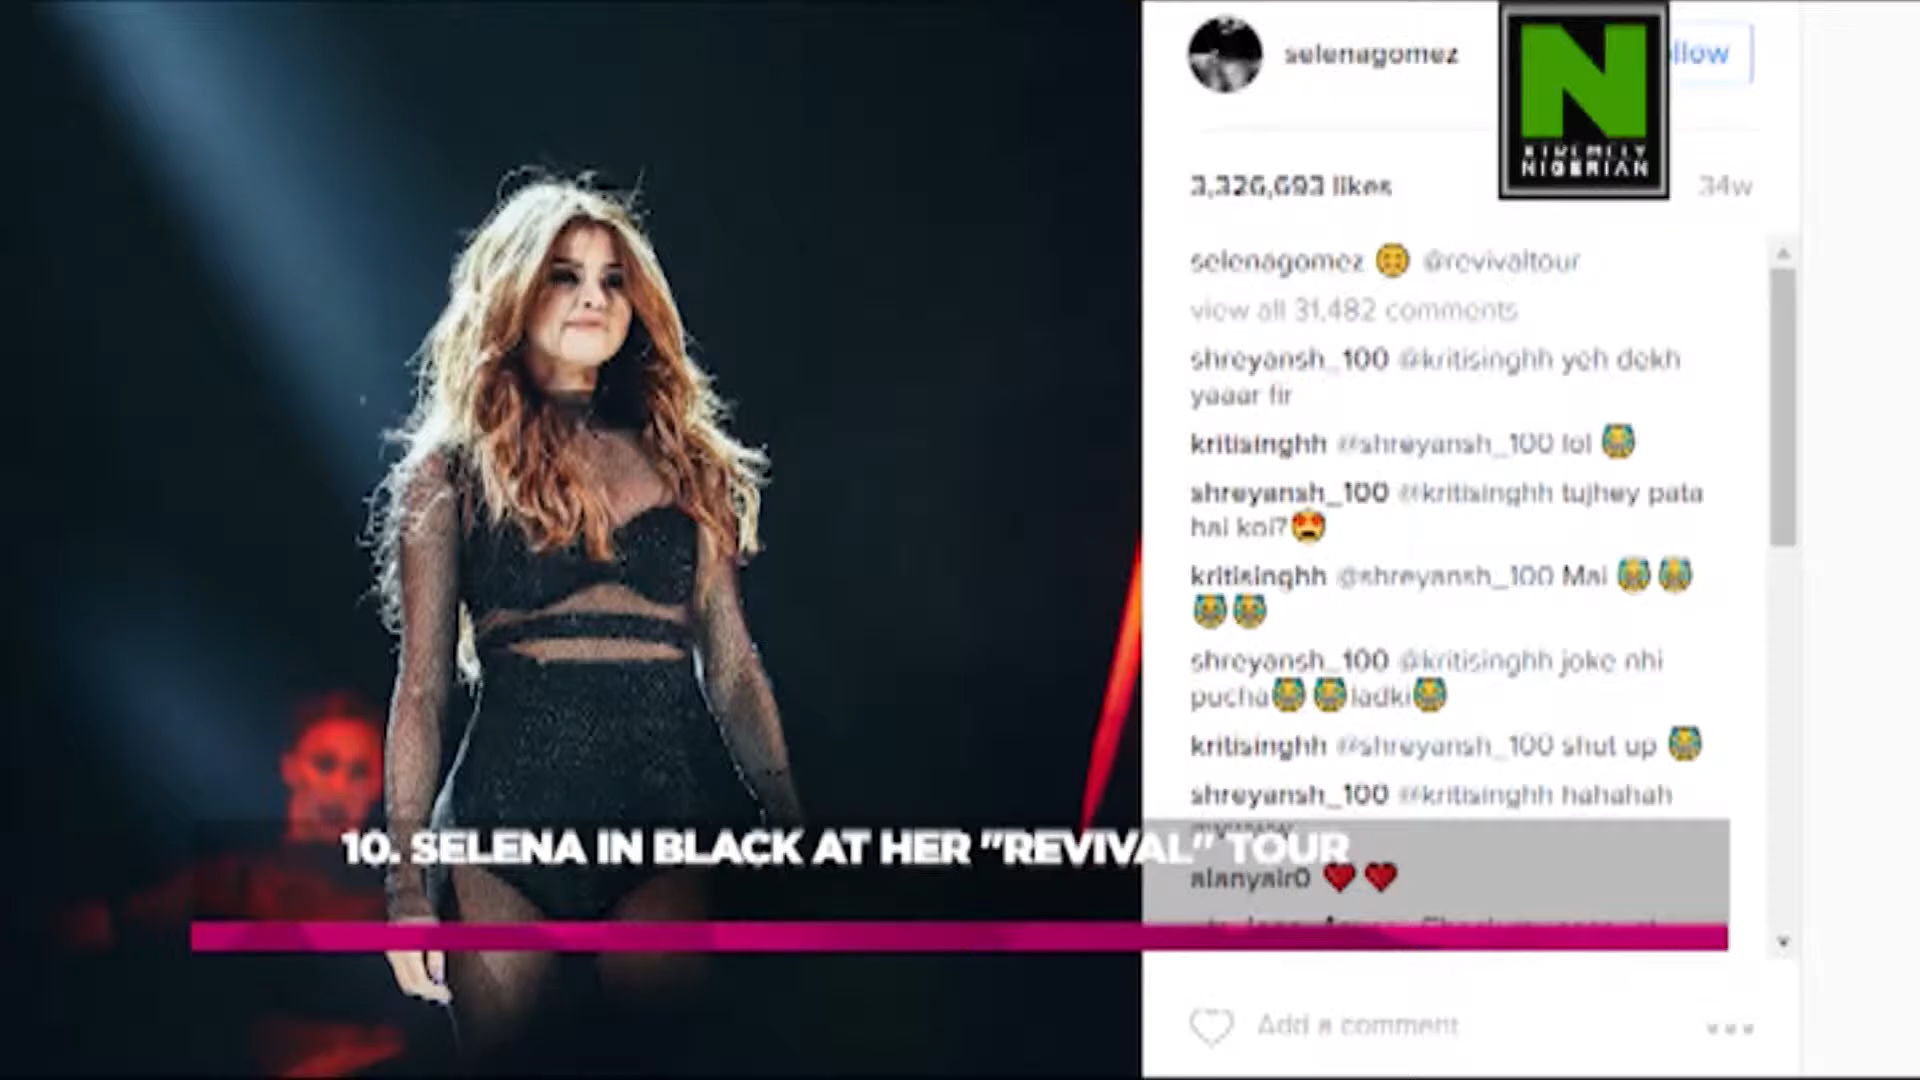 selenagomez
llow
XTREMELY
NIGERIAN
3,326,693 likes
34w
selenagomez @revivaltour
view all 31,482 comments
shreyansh_100 @kritisinghh yeh dekh
yaaar fir
kritisinghh @shreyansh_100 lol
shreyansh_100 @kritisinghh tujhey pata
hai koi?
kritisinghh @shreyansh_100 Mai
shreyansh_100 @kritisinghh joke nhi
pucha ladki
kritisinghh @shreyansh_100 shut up
shreyansh_100 @kritisinghh hahahah
10. SELENA IN BLACK AT HER "REVIVAL" TOUR
alanyair0
Add a comment